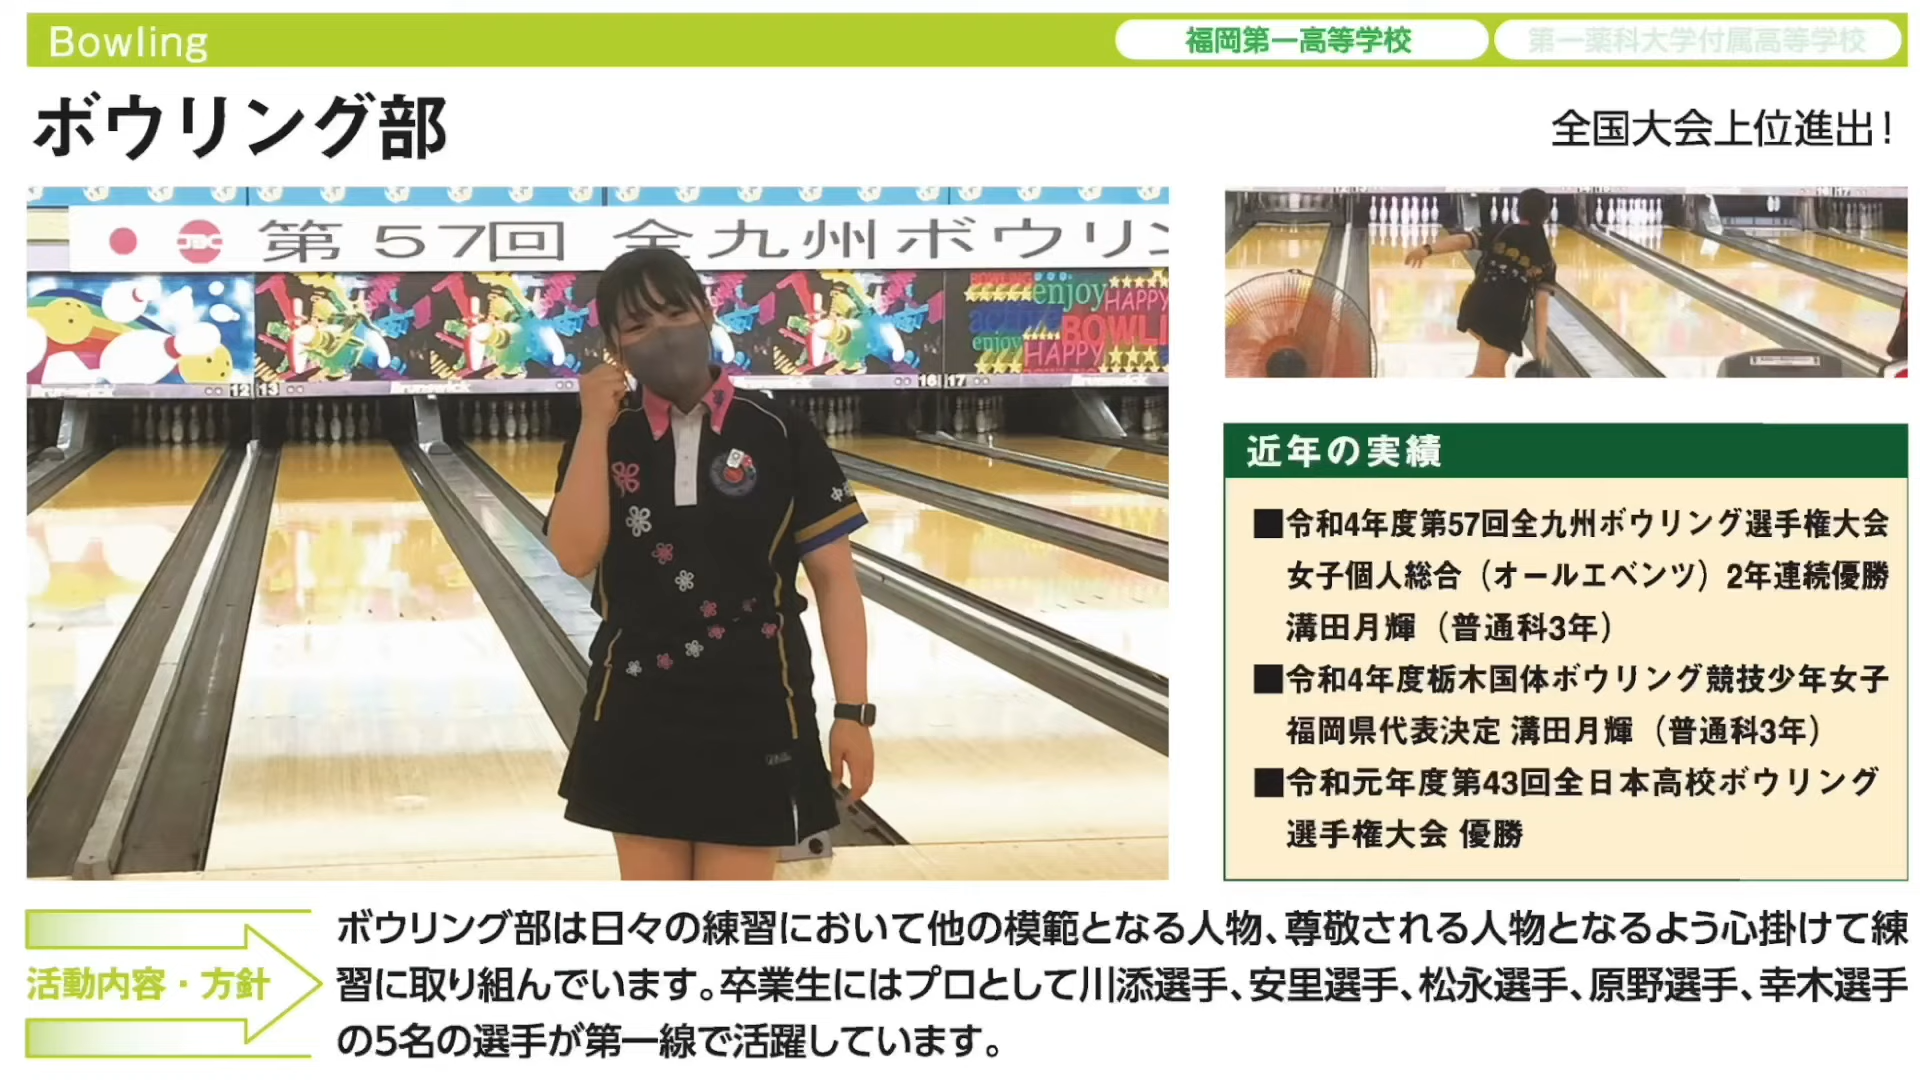 Bowling
福岡第一高等学校
第一薬科大学付属高等学校
ボウリング部
全国大会上位進出!
JBC 第57回 全九州ボウリン
enjoy
HAPPY
active
BOWLI
enjoy
HAPPY
12 13
Brunswick
16 17
近年の実績
■令和4年度第57回全九州ボウリング選手権大会
女子個人総合(オールエベンツ)2年連続優勝
溝田月輝(普通科3年)
■令和4年度栃木国体ボウリング競技少年女子
福岡県代表決定 溝田月輝(普通科3年)
■令和元年度第43回全日本高校ボウリング
選手権大会 優勝
活動内容・方針
ボウリング部は日々の練習において他の模範となる人物、尊敬される人物となるよう心掛けて練
習に取り組んでいます。卒業生にはプロとして川添選手、安里選手、松永選手、原野選手、幸木選手
の5名の選手が第一線で活躍しています。